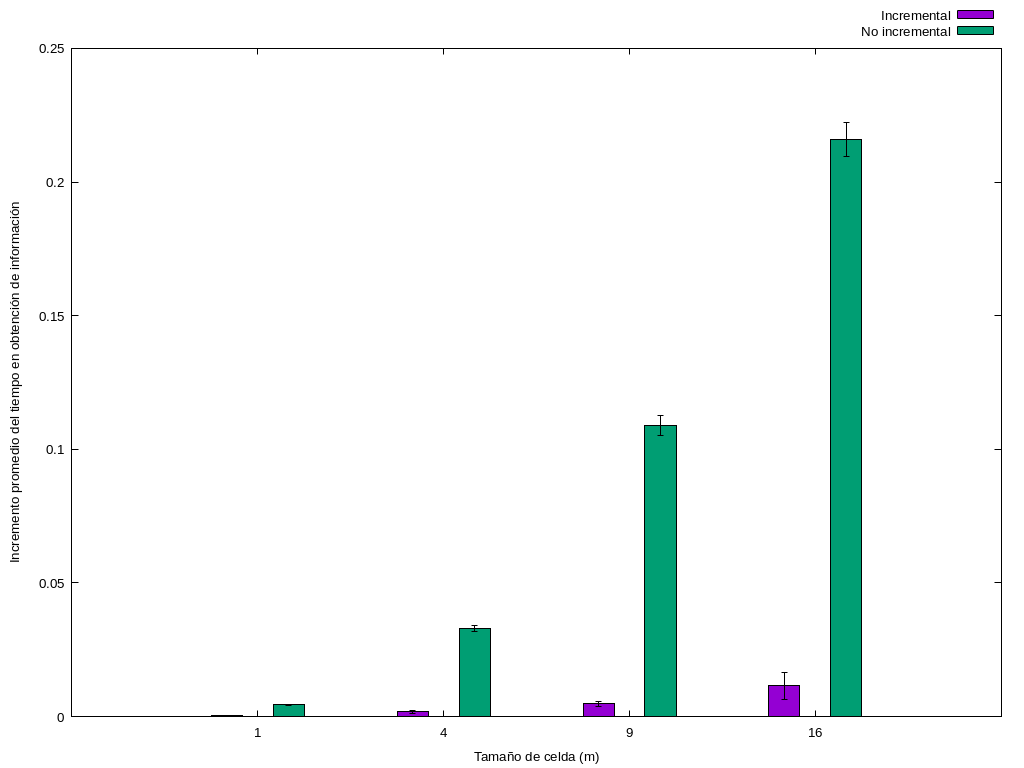 Incremental
No incremental
0.25
0.2
0.15
0.1
0.05
0
Incremento promedio del tiempo en obtención de información
1 4 9 16
Tamaño de celda (m)